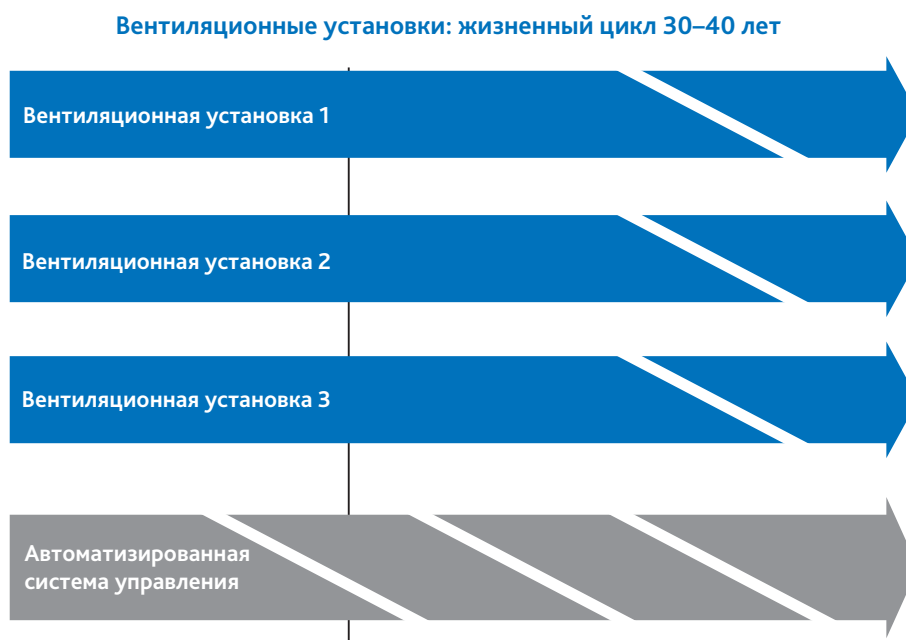 Вентиляционные установки: жизненный цикл 30–40 лет
Вентиляционная установка 1
Вентиляционная установка 2
Вентиляционная установка 3
Автоматизированная
система управления